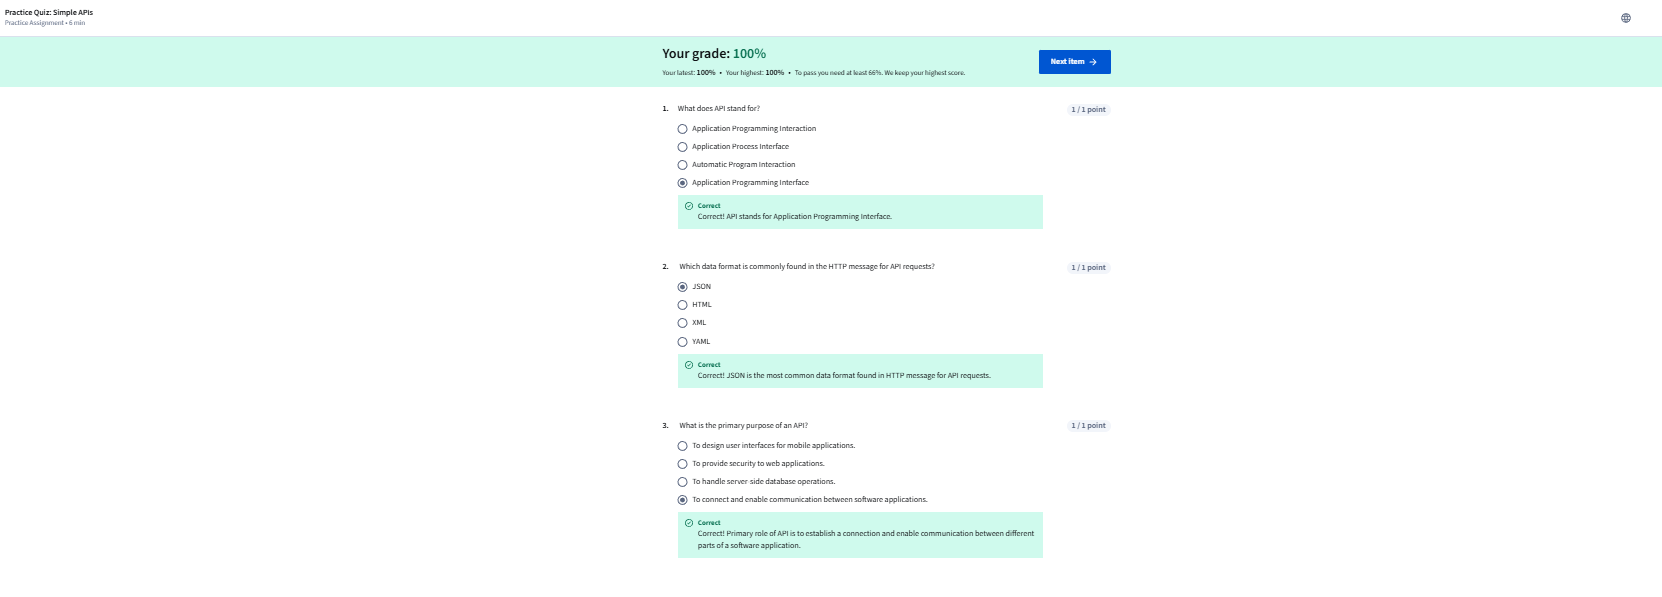 Practice Quiz: Simple APIs
Practice Assignment • 6 min
Your grade: 100%
Your latest: 100% • Your highest: 100% • To pass you need at least 66%. We keep your highest score.
Next item →
1. What does API stand for?
1 / 1 point
Application Programming Interaction
Application Process Interface
Automatic Program Interaction
Application Programming Interface
Correct
Correct! API stands for Application Programming Interface.
2. Which data format is commonly found in the HTTP message for API requests?
1 / 1 point
JSON
HTML
XML
YAML
Correct
Correct! JSON is the most common data format found in HTTP message for API requests.
3. What is the primary purpose of an API?
1 / 1 point
To design user interfaces for mobile applications.
To provide security to web applications.
To handle server-side database operations.
To connect and enable communication between software applications.
Correct
Correct! Primary role of API is to establish a connection and enable communication between different
parts of a software application.